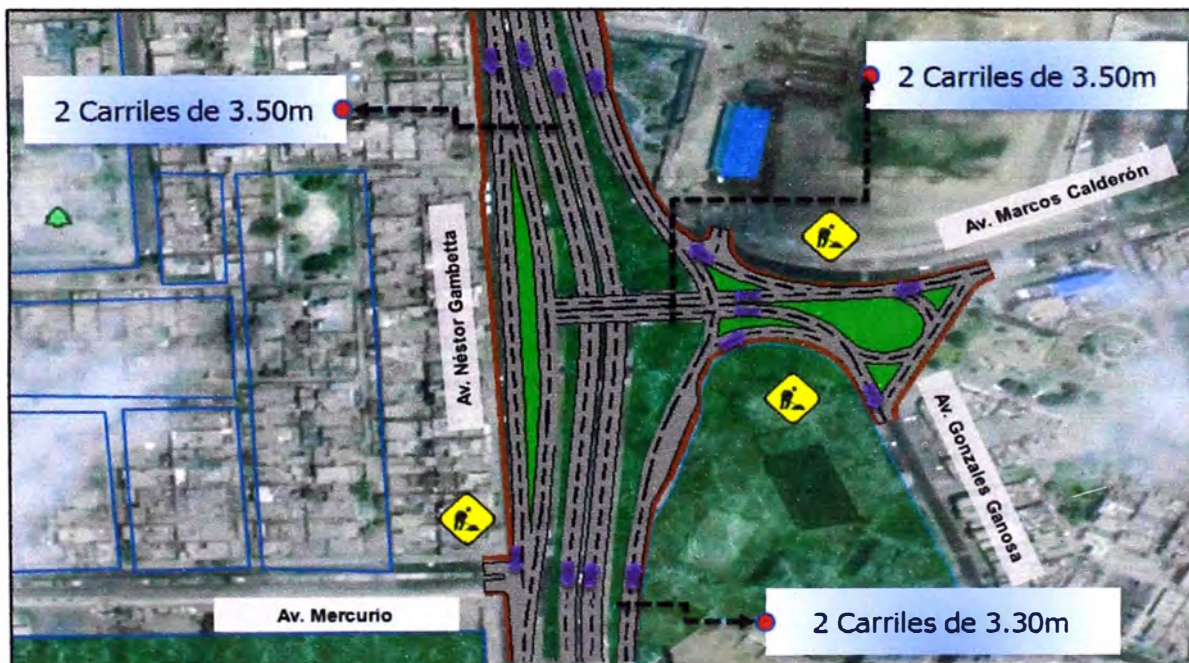 2 Carriles de 3.50m
2 Carriles de 3.50m
Av. Marcos Calderón
Av. Néstor Gambetta
Av. Gonzales Ganosa
Av. Mercurio
2 Carriles de 3.30m